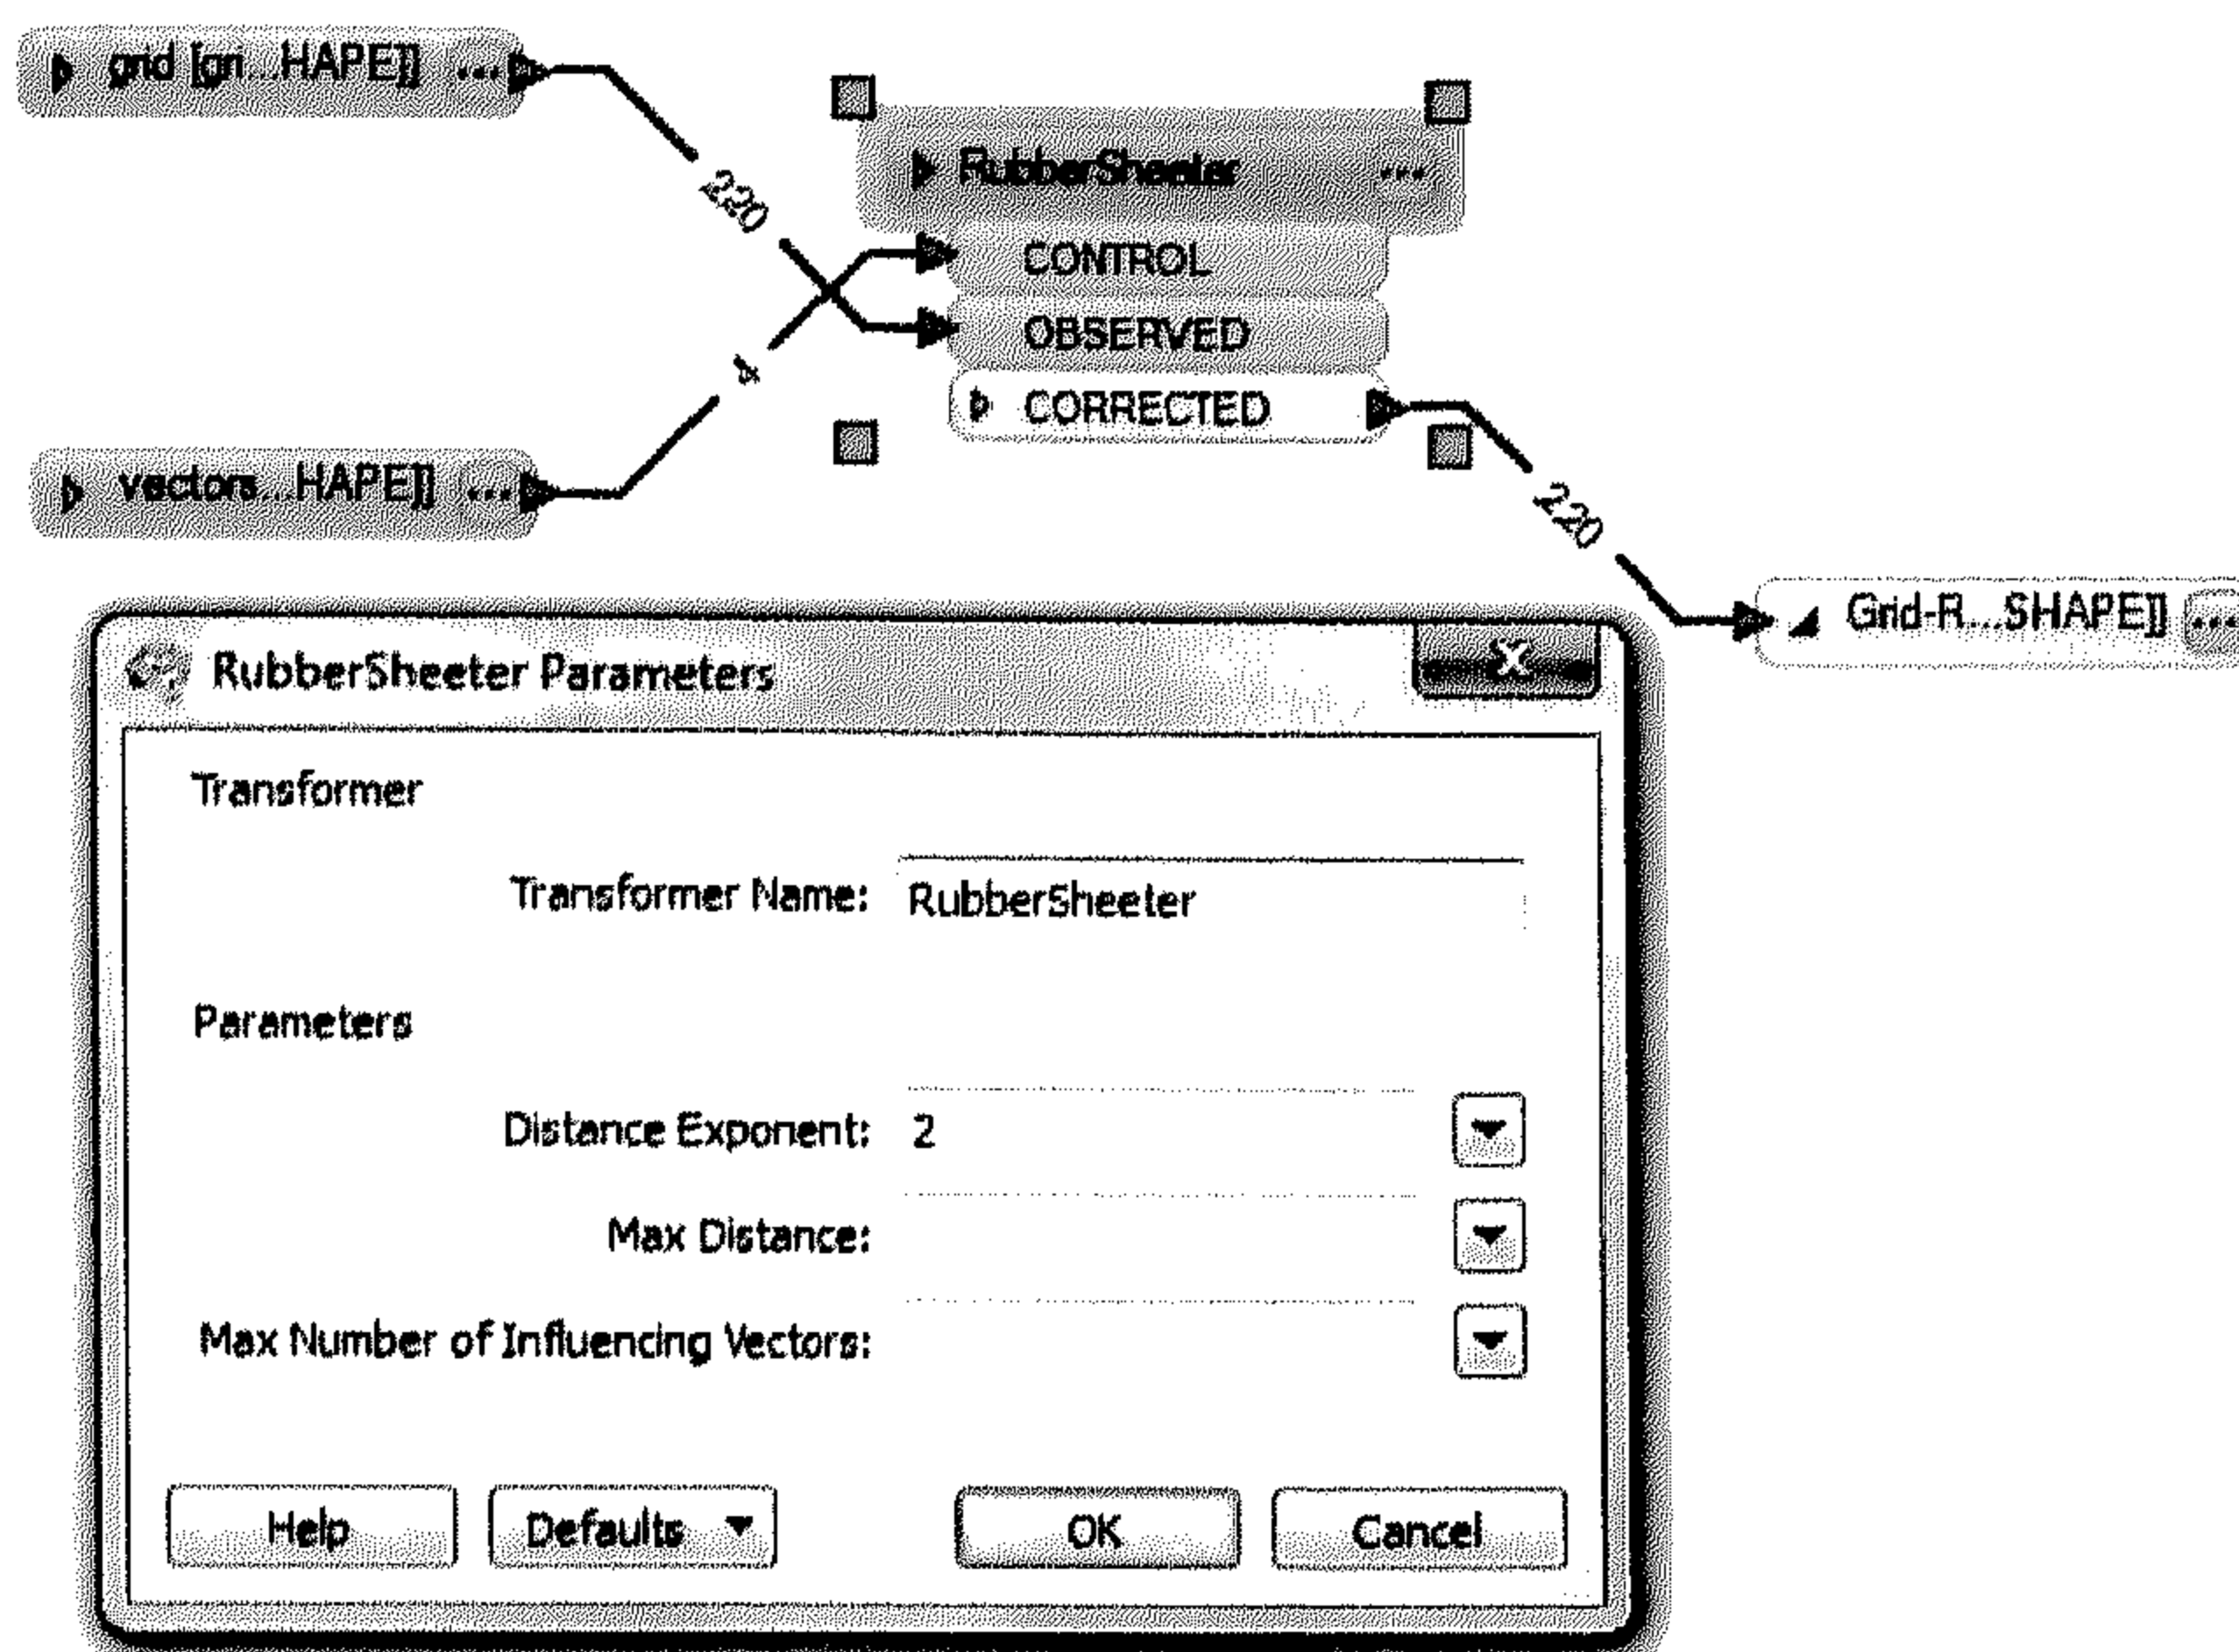 grid [gri...HAPE]] ...
220
RubberSheeter ...
CONTROL
OBSERVED
CORRECTED
4
vectors...HAPE]] ...
220
Grid-R...SHAPE]] ...
RubberSheeter Parameters
X
Transformer
Transformer Name: RubberSheeter
Parameters
Distance Exponent: 2
Max Distance:
Max Number of Influencing Vectors:
Help Defaults OK Cancel